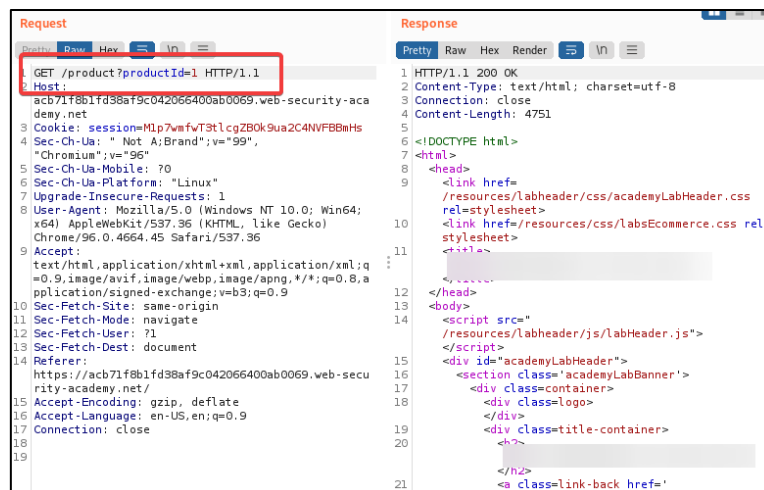 Request
Pretty Raw Hex \n
1 GET /product?productId=1 HTTP/1.1
2 Host:
acb71f8b1fd38af9c042066400ab0069.web-security-aca
demy.net
3 Cookie: session=M1p7wmfwT3tlcgZB0k9ua2C4NVFBBmHs
4 Sec-Ch-Ua: " Not A;Brand";v="99",
"Chromium";v="96"
5 Sec-Ch-Ua-Mobile: ?0
6 Sec-Ch-Ua-Platform: "Linux"
7 Upgrade-Insecure-Requests: 1
8 User-Agent: Mozilla/5.0 (Windows NT 10.0; Win64;
x64) AppleWebKit/537.36 (KHTML, like Gecko)
Chrome/96.0.4664.45 Safari/537.36
9 Accept:
text/html,application/xhtml+xml,application/xml;q
=0.9,image/avif,image/webp,image/apng,*/*;q=0.8,a
pplication/signed-exchange;v=b3;q=0.9
10 Sec-Fetch-Site: same-origin
11 Sec-Fetch-Mode: navigate
12 Sec-Fetch-User: ?1
13 Sec-Fetch-Dest: document
14 Referer:
https://acb71f8b1fd38af9c042066400ab0069.web-secu
rity-academy.net/
15 Accept-Encoding: gzip, deflate
16 Accept-Language: en-US,en;q=0.9
17 Connection: close
18
19
Response
Pretty Raw Hex Render \n
1 HTTP/1.1 200 OK
2 Content-Type: text/html; charset=utf-8
3 Connection: close
4 Content-Length: 4751
5
6 <!DOCTYPE html>
7 <html>
8 <head>
9 <link href=
/resources/labheader/css/academyLabHeader.css
rel=stylesheet>
10 <link href=/resources/css/labsEcommerce.css rel
stylesheet>
11 <title>
</title>
12 </head>
13 <body>
14 <script src="
/resources/labheader/js/labHeader.js">
</script>
15 <div id="academyLabHeader">
16 <section class='academyLabBanner'>
17 <div class=container>
18 <div class=logo>
</div>
19 <div class=title-container>
20 <h2>
</h2>
21 <a class=link-back href='